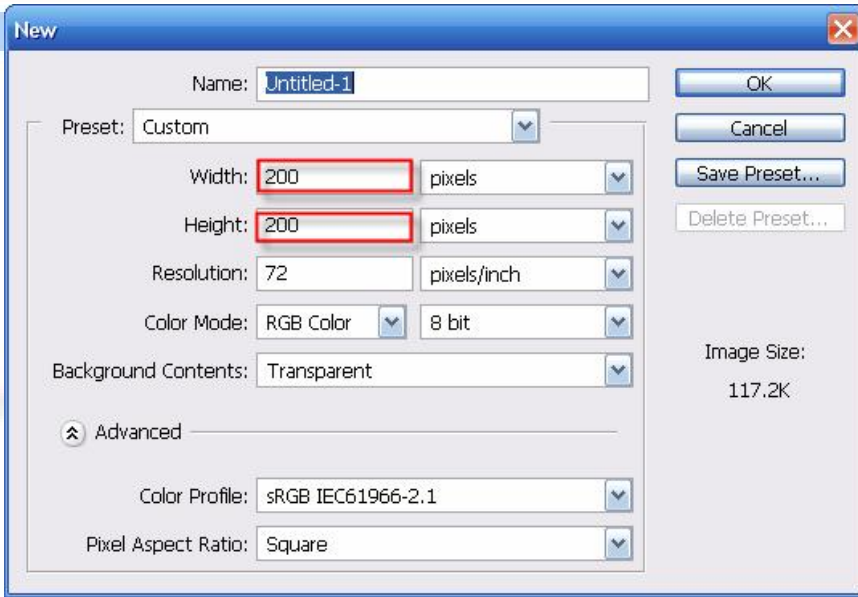 New
Name: Untitled-1
OK
Preset: Custom
Cancel
Width: 200 pixels
Save Preset...
Height: 200 pixels
Delete Preset...
Resolution: 72 pixels/inch
Color Mode: RGB Color 8 bit
Image Size:
Background Contents: Transparent
117.2K
Advanced
Color Profile: sRGB IEC61966-2.1
Pixel Aspect Ratio: Square